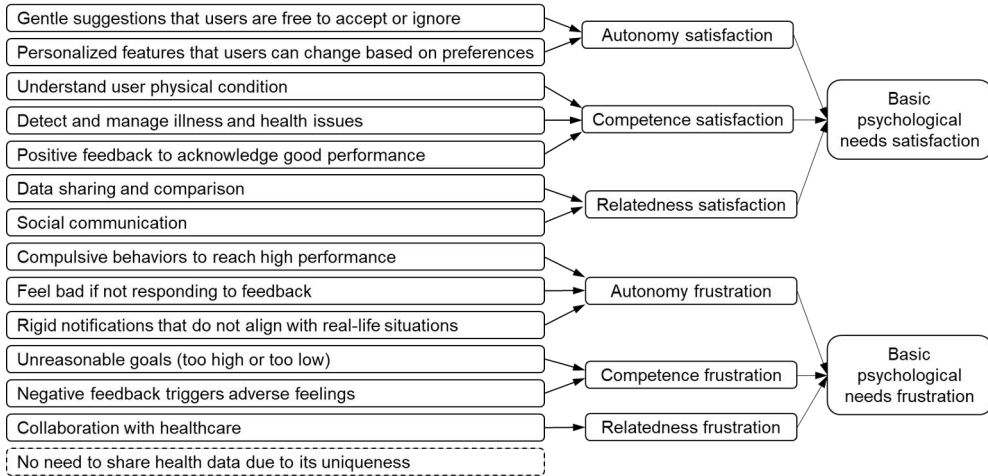 Gentle suggestions that users are free to accept or ignore
Personalized features that users can change based on preferences
Understand user physical condition
Detect and manage illness and health issues
Positive feedback to acknowledge good performance
Data sharing and comparison
Social communication
Compulsive behaviors to reach high performance
Feel bad if not responding to feedback
Rigid notifications that do not align with real-life situations
Unreasonable goals (too high or too low)
Negative feedback triggers adverse feelings
Collaboration with healthcare
No need to share health data due to its uniqueness
Autonomy satisfaction
Competence satisfaction
Relatedness satisfaction
Autonomy frustration
Competence frustration
Relatedness frustration
Basic
psychological
needs satisfaction
Basic
psychological
needs frustration